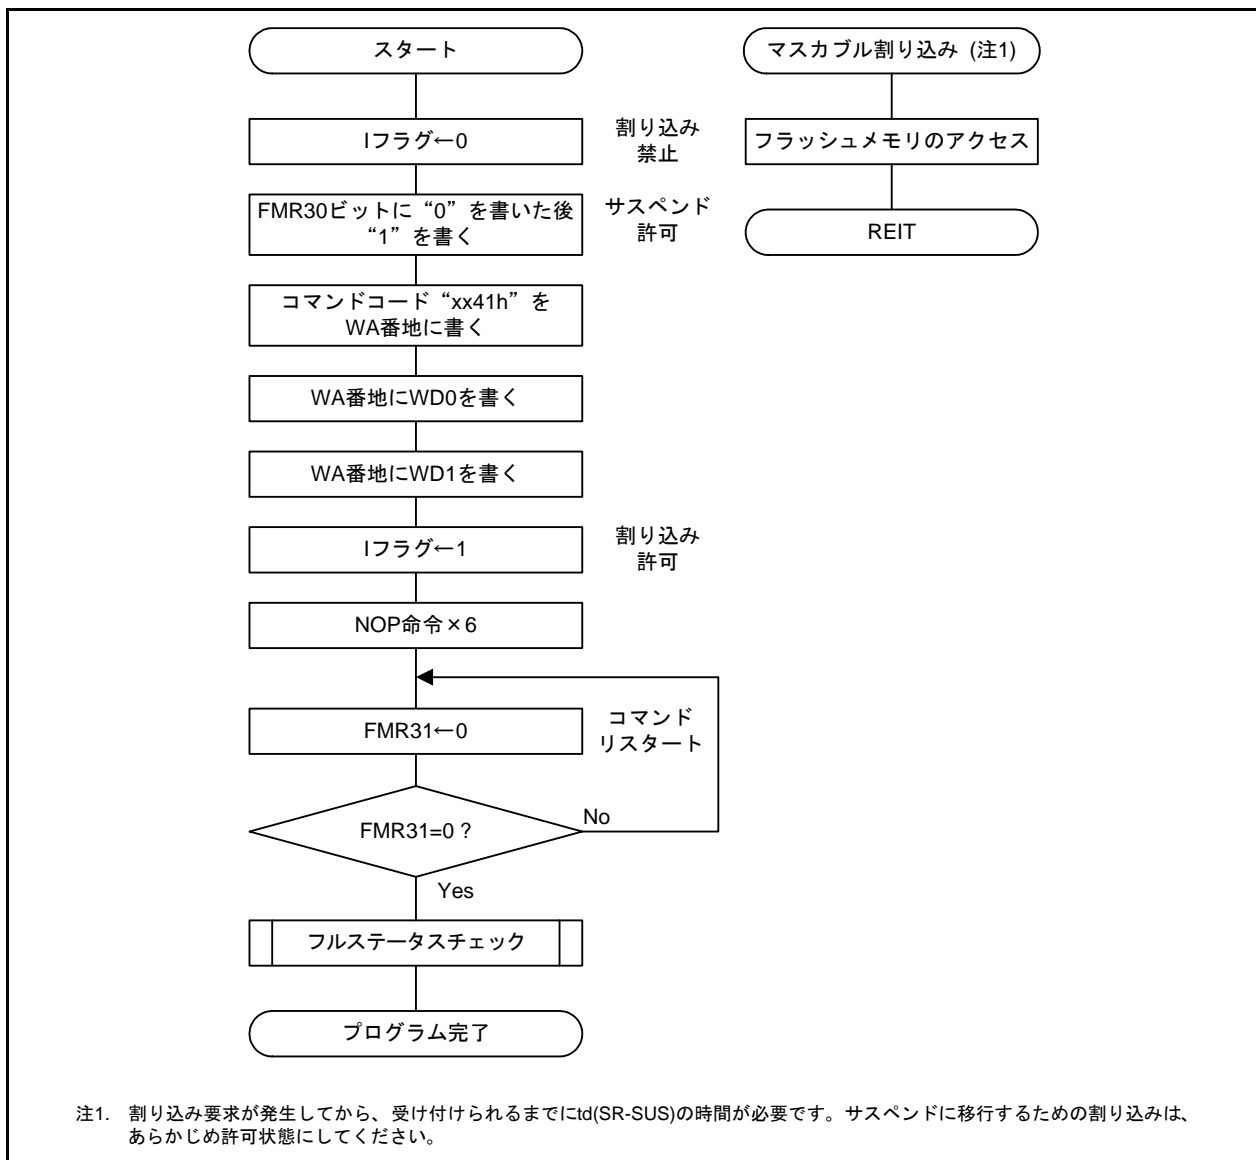 スタート
Iフラグ←0
割り込み
禁止
FMR30ビットに“0”を書いた後
“1”を書く
サスペンド
許可
コマンドコード“xx41h”を
WA番地に書く
WA番地にWD0を書く
WA番地にWD1を書く
Iフラグ←1
割り込み
許可
NOP命令×6
FMR31←0
コマンド
リスタート
FMR31=0 ?
No
Yes
フルステータスチェック
プログラム完了
マスカブル割り込み (注1)
フラッシュメモリのアクセス
REIT
注1. 割り込み要求が発生してから、受け付けられるまでにtd(SR-SUS)の時間が必要です。サスペンドに移行するための割り込みは、
あらかじめ許可状態にしてください。